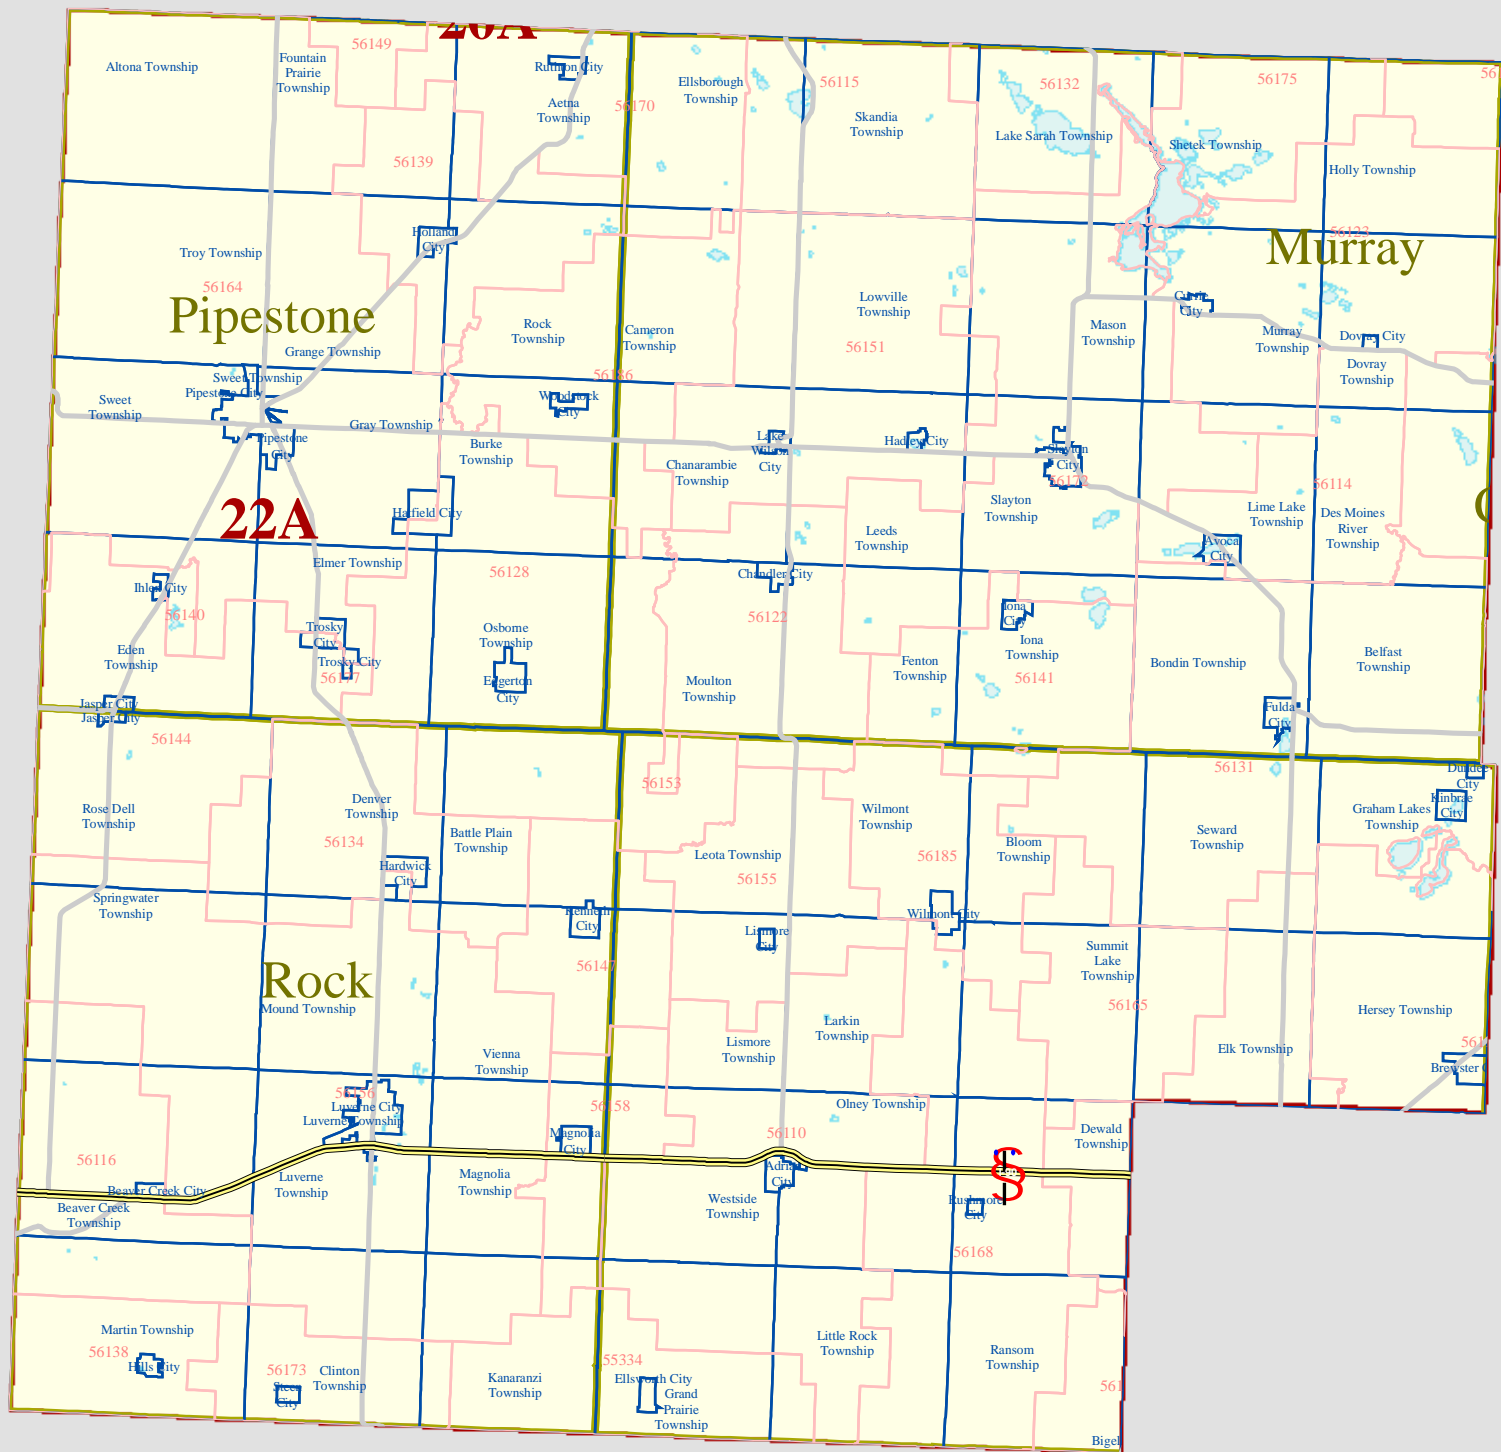 20A
56149
Altona Township
Fountain
Prairie
Township
Ruthton City
Aetna
Township
56170
Ellsborough
Township
56115
Skandia
Township
56132
Lake Sarah Township
56175
Shetek Township
Holly Township
56139
Troy Township
Holland
City
56164
Pipestone
Grange Township
Rock
Township
Cameron
Township
Lowville
Township
56151
Mason
Township
Currie
City
56123
Murray
Murray
Township
Dovray City
Dovray
Township
Sweet
Township
Sweet Township
Pipestone City
Pipestone
City
Gray Township
56186
Woodstock
City
Burke
Township
Chanarambie
Township
Lake
Wilson
City
Hadley City
Slayton
City
56172
Slayton
Township
Leeds
Township
56114
Lime Lake
Township
Des Moines
River
Township
Avoca
City
22A
Hatfield City
Elmer Township
56128
Ihlen City
56140
Eden
Township
Trosky
City
Trosky City
56177
Osborne
Township
Edgerton
City
Chandler City
56122
Moulton
Township
Fenton
Township
Iona
City
Iona
Township
56141
Bondin Township
Belfast
Township
Fulda
City
Jasper City
Jasper City
56144
Rose Dell
Township
Denver
Township
56134
Battle Plain
Township
Hardwick
City
56153
Leota Township
56155
Wilmont
Township
56185
Bloom
Township
56131
Seward
Township
Graham Lakes
Township
Dundee
City
Kinbrae
City
Springwater
Township
Kenneth
City
56147
Lismore
City
Wilmont City
Summit
Lake
Township
56165
Hersey Township
Rock
Mound Township
Vienna
Township
Lismore
Township
Larkin
Township
Elk Township
Brewster
56156
Luverne City
Luverne Township
Luverne
Township
56158
Magnolia
City
Magnolia
Township
Olney Township
56110
Adrian
City
Westside
Township
Dewald
Township
Rushmore
City
56168
56116
Beaver Creek City
Beaver Creek
Township
Martin Township
56138
Hills City
56173
Steen
City
Clinton
Township
Kanaranzi
Township
55334
Ellsworth City
Grand
Prairie
Township
Little Rock
Township
Ransom
Township
Bigel